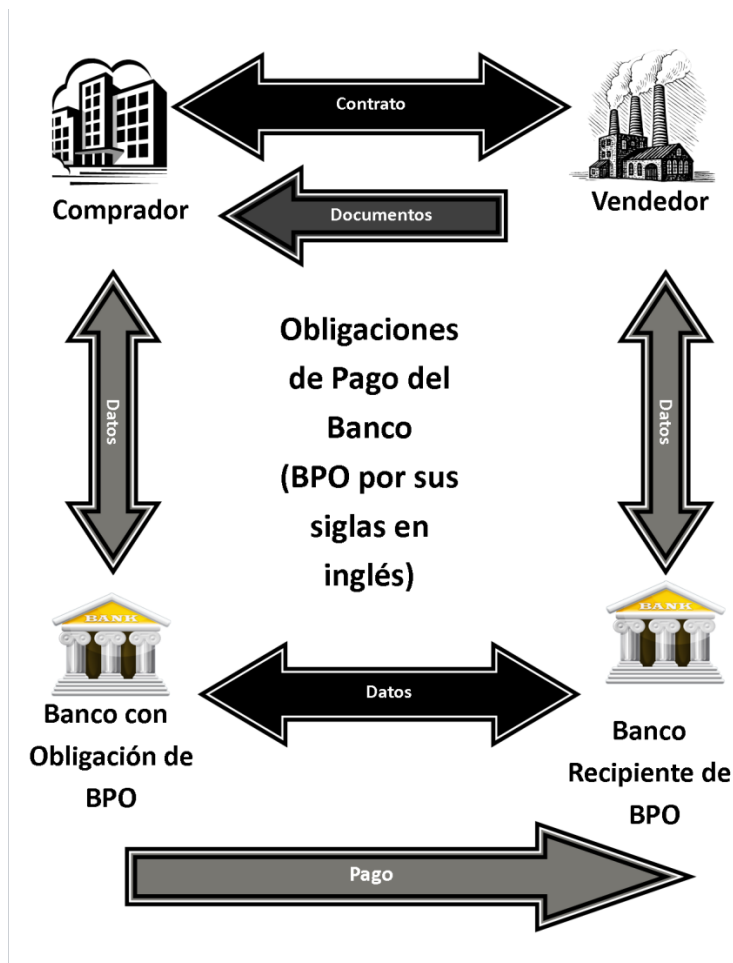 Contrato
Comprador
Vendedor
Documentos
Obligaciones
de Pago del
Banco
(BPO por sus
siglas en
inglés)
Datos
Datos
BANK
BANK
Datos
Banco con
Obligación de
BPO
Banco
Recipiente de
BPO
Pago